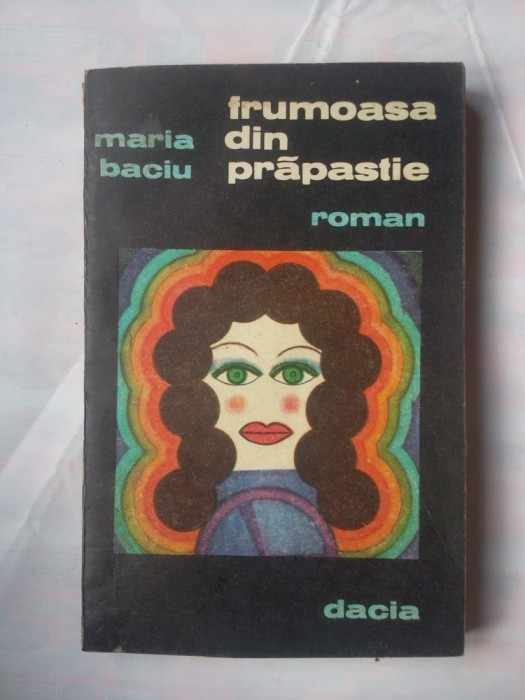 maria
baciu
frumoasa
din
prăpastie
roman
dacia